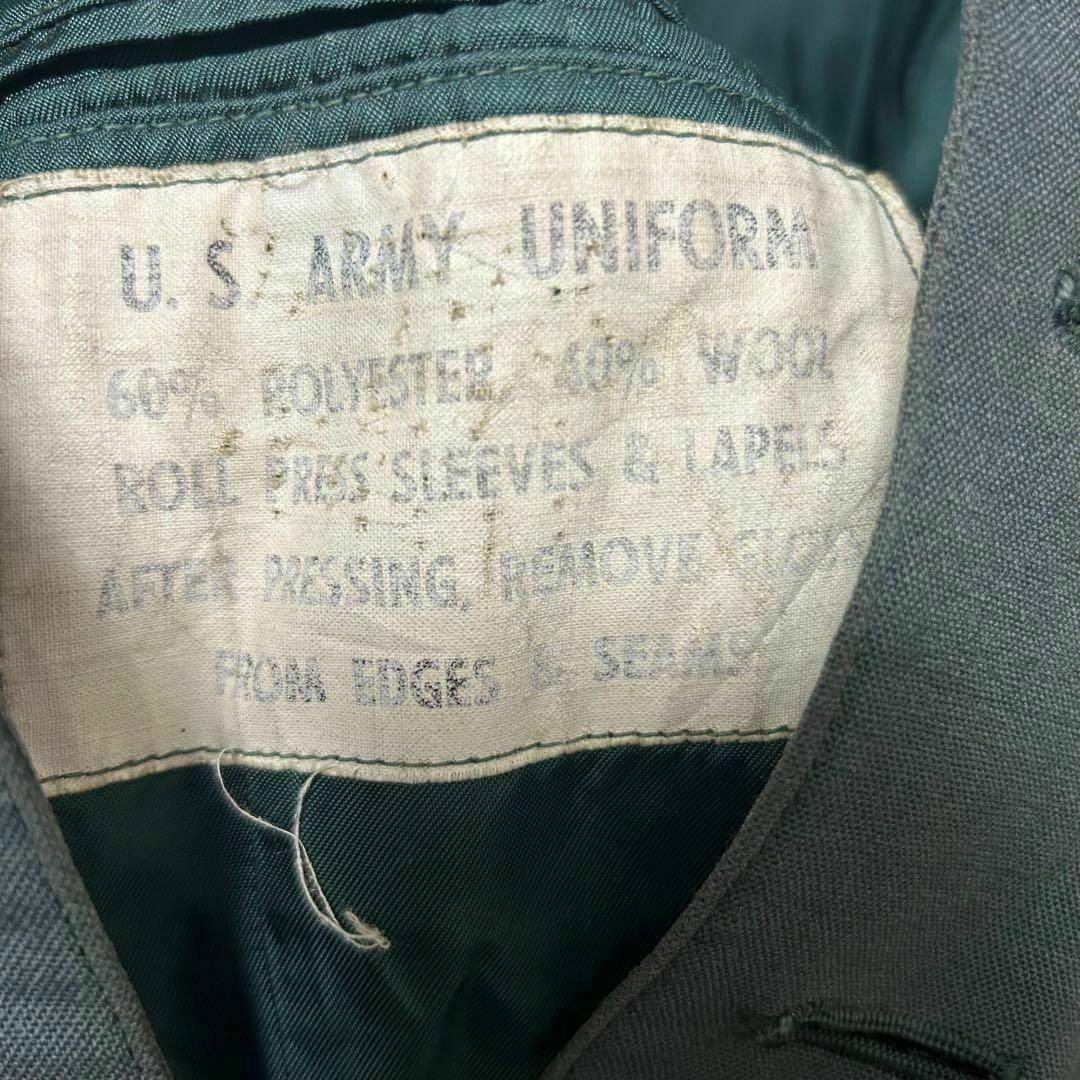 U. S. ARMY UNIFORM
60% POLYESTER, 40% WOOL
ROLL PRESS SLEEVES & LAPELS
AFTER PRESSING, REMOVE
FROM EDGES & SEAMS